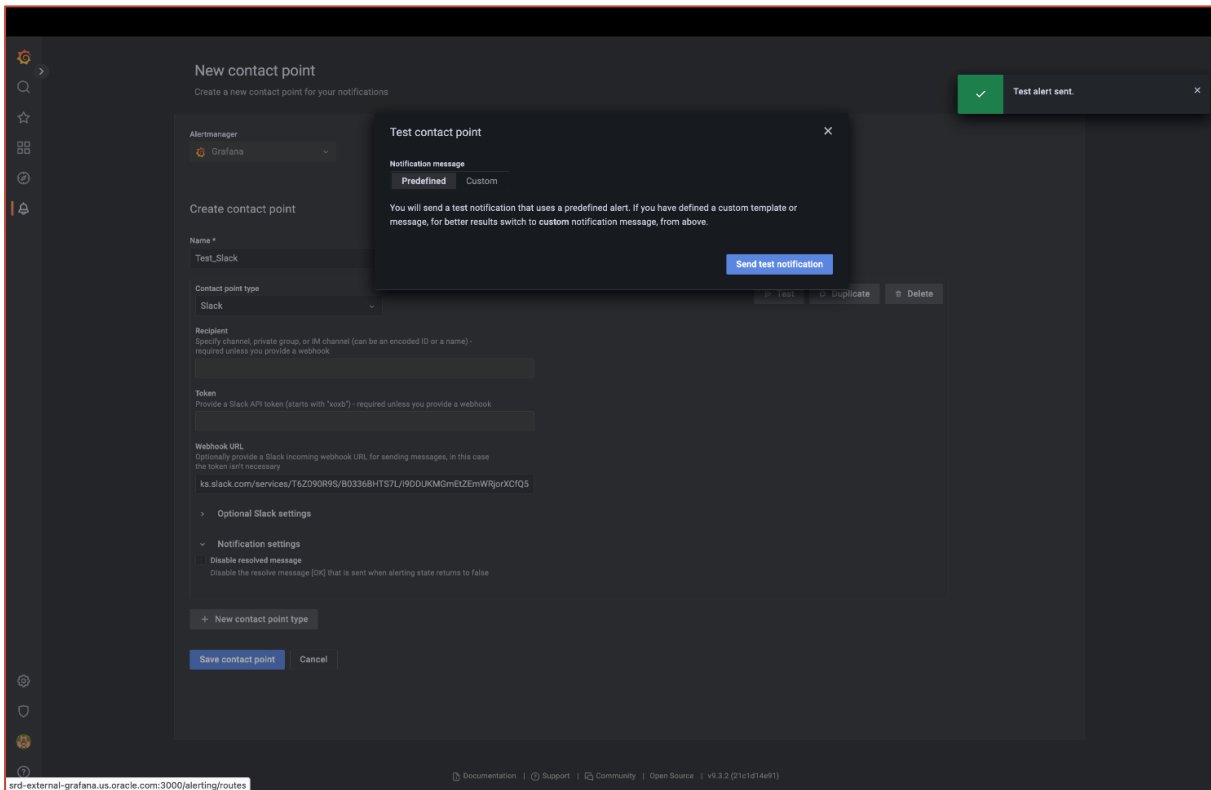 New contact point
Create a new contact point for your notifications
Test alert sent.
Alertmanager
Grafana
Test contact point
Notification message
Predefined Custom
You will send a test notification that uses a predefined alert. If you have defined a custom template or
message, for better results switch to custom notification message, from above.
Send test notification
Create contact point
Name *
Test_Slack
Contact point type
Slack
Test Duplicate Delete
Recipient
Specify channel, private group, or IM channel (can be an encoded ID or a name) -
required unless you provide a webhook
Token
Provide a Slack API token (starts with "xoxb") - required unless you provide a webhook
Webhook URL
Optionally provide a Slack incoming webhook URL for sending messages, in this case
the token isn't necessary
ks.slack.com/services/T6Z090R9S/B0336BHTS7L/i9DDUKMGmEtZEmWRjorXCfQ5
Optional Slack settings
Notification settings
Disable resolved message
Disable the resolve message [OK] that is sent when alerting state returns to false
+ New contact point type
Save contact point Cancel
Documentation | Support | Community | Open Source | v9.3.2 (21c1d14e91)
srd-external-grafana.us.oracle.com:3000/alerting/routes